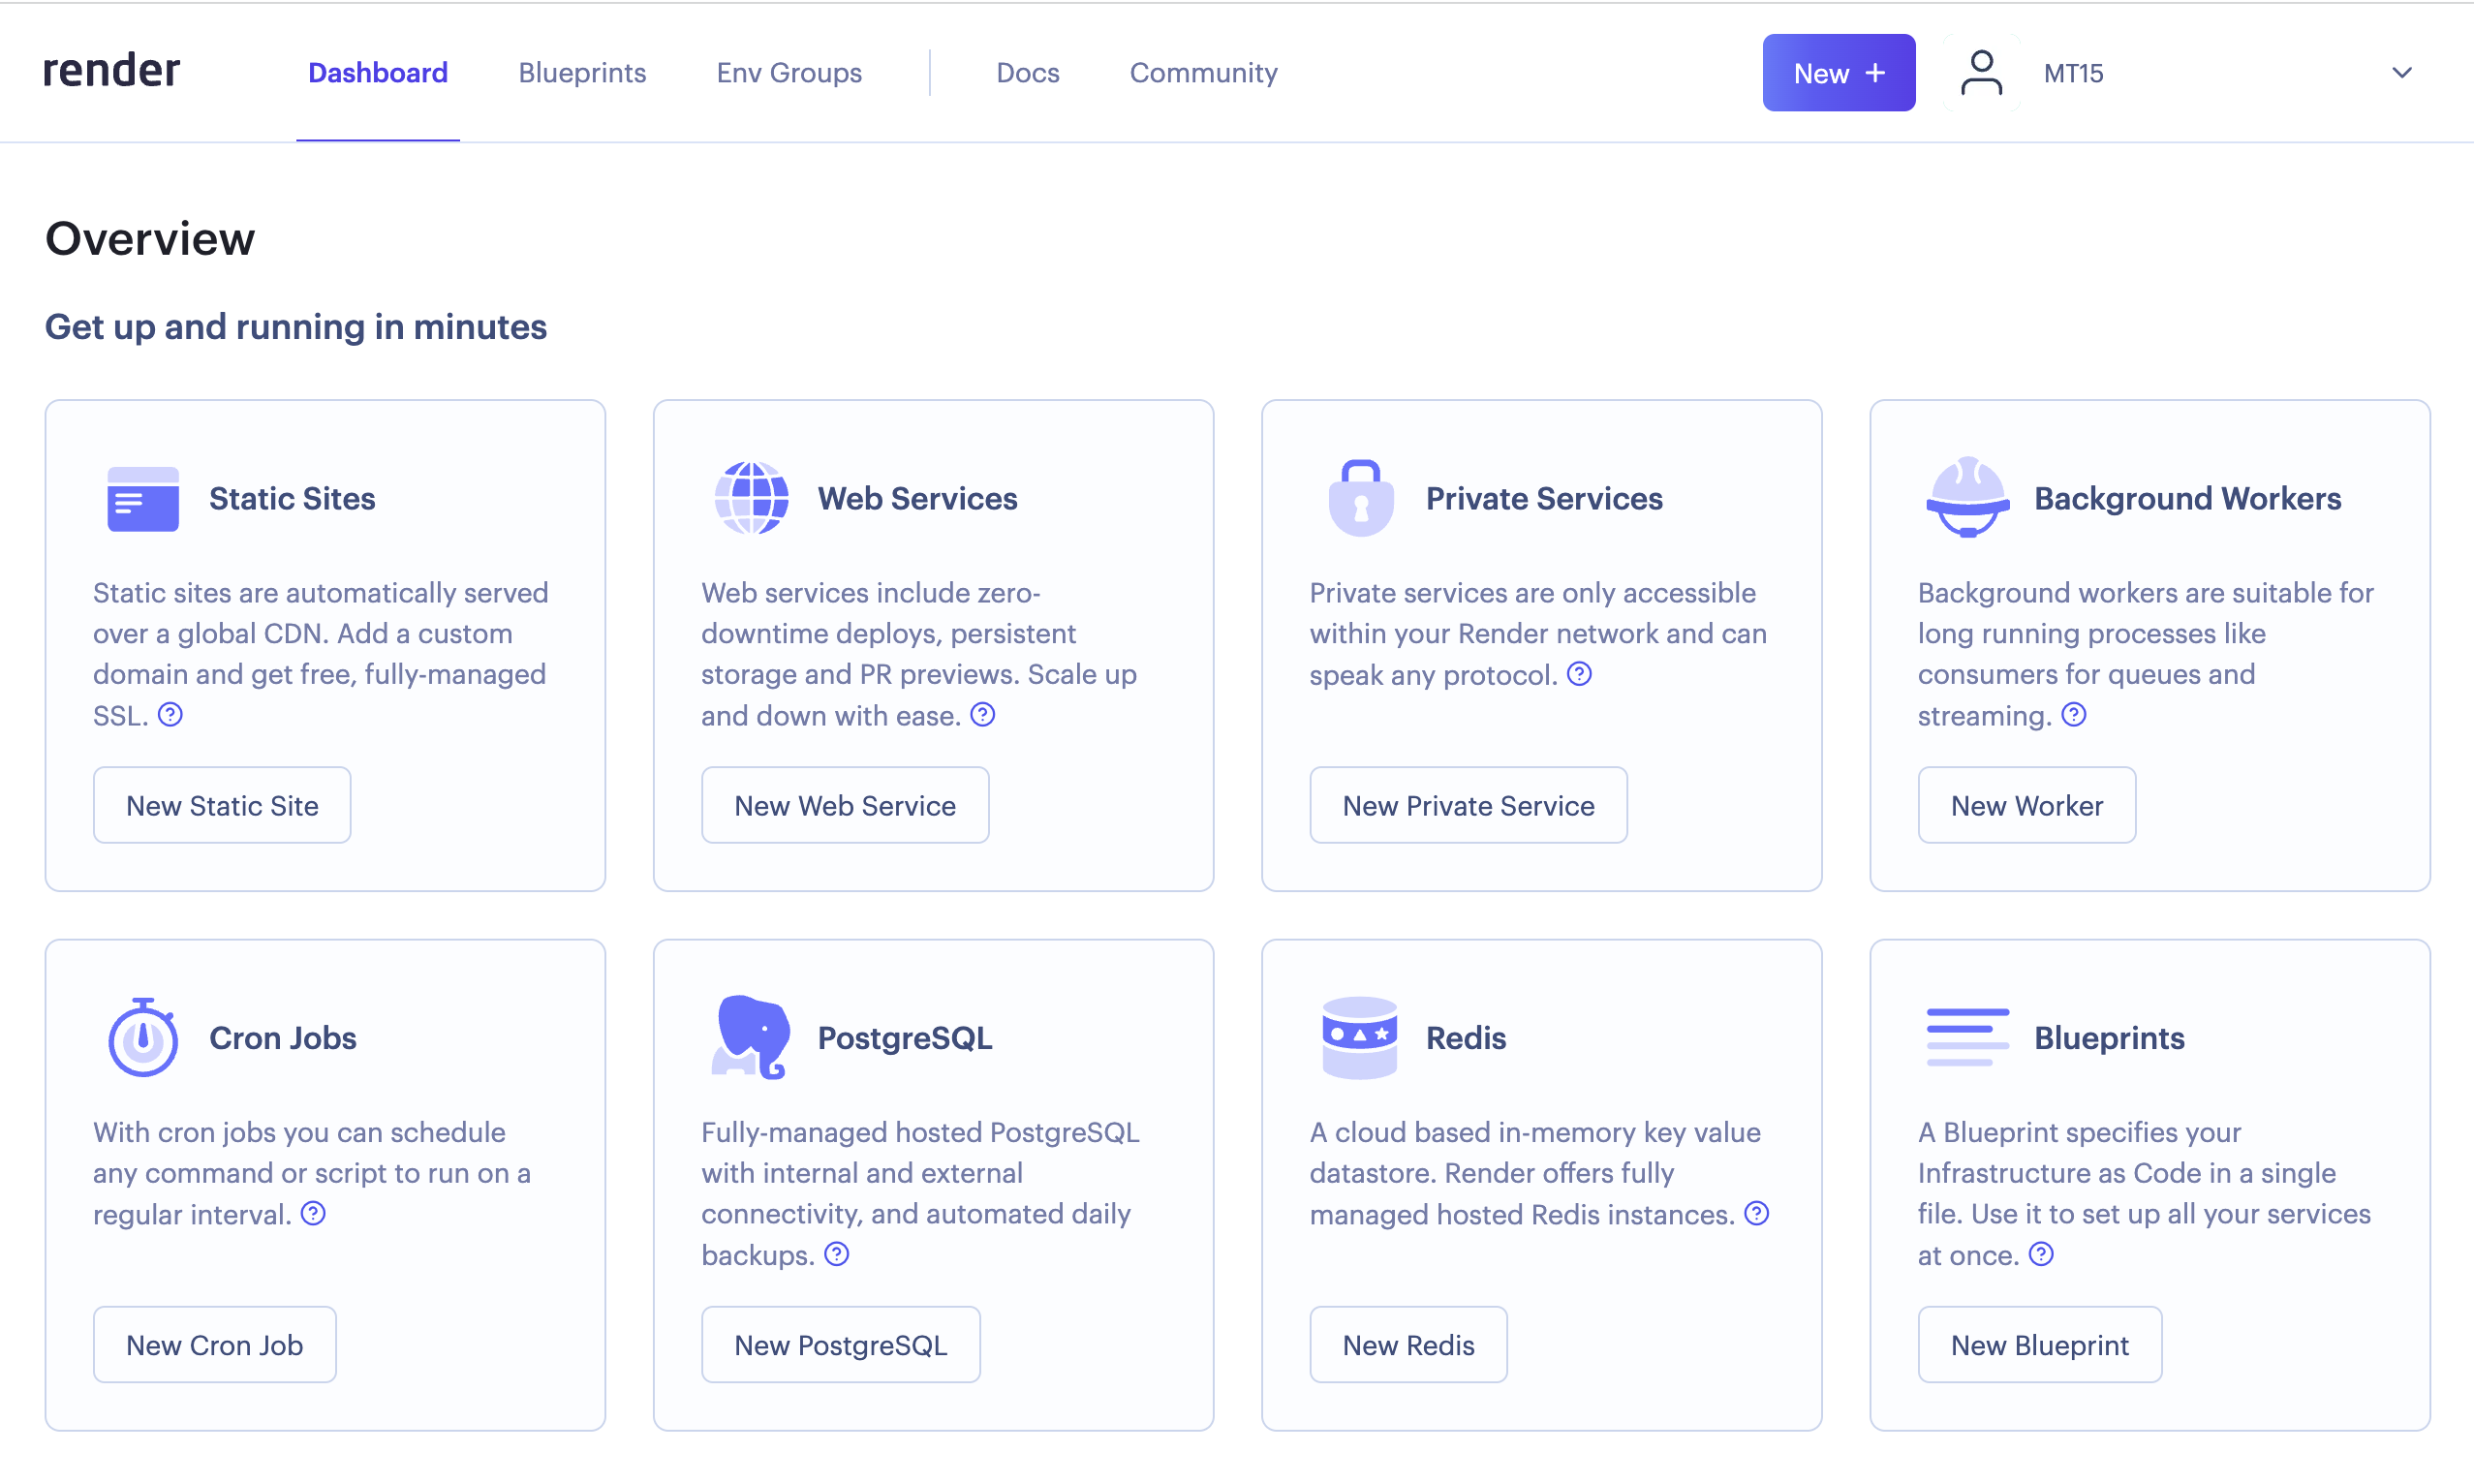 render
Dashboard
Blueprints
Env Groups
Docs
Community
New +
MT15
Overview
Get up and running in minutes
Static Sites
Static sites are automatically served
over a global CDN. Add a custom
domain and get free, fully-managed
SSL. ?
New Static Site
Web Services
Web services include zero-
downtime deploys, persistent
storage and PR previews. Scale up
and down with ease. ?
New Web Service
Private Services
Private services are only accessible
within your Render network and can
speak any protocol. ?
New Private Service
Background Workers
Background workers are suitable for
long running processes like
consumers for queues and
streaming. ?
New Worker
Cron Jobs
With cron jobs you can schedule
any command or script to run on a
regular interval. ?
New Cron Job
PostgreSQL
Fully-managed hosted PostgreSQL
with internal and external
connectivity, and automated daily
backups. ?
New PostgreSQL
Redis
A cloud based in-memory key value
datastore. Render offers fully
managed hosted Redis instances. ?
New Redis
Blueprints
A Blueprint specifies your
Infrastructure as Code in a single
file. Use it to set up all your services
at once. ?
New Blueprint